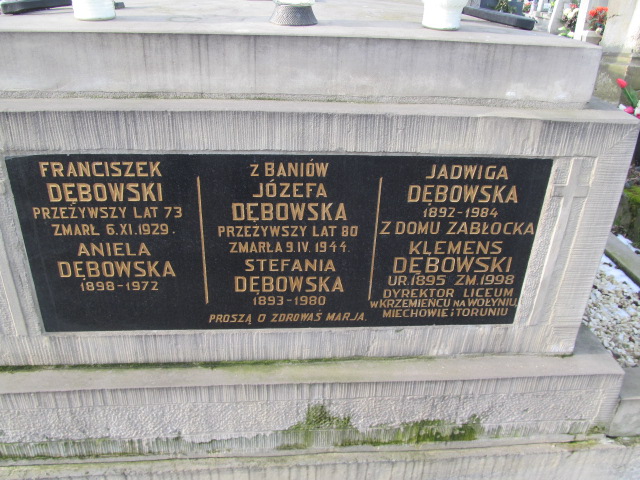 FRANCISZEK
DĘBOWSKI
PRZEŻYWSZY LAT 73
ZMARŁ 6.XI.1929.
ANIELA
DĘBOWSKA
1898-1972
Z BANIÓW
JÓZEFA
DĘBOWSKA
PRZEŻYWSZY LAT 80
ZMARŁA 9.IV.1944.
STEFANIA
DĘBOWSKA
1893-1980
PROSZĄ O ZDROWAŚ MARJA.
JADWIGA
DĘBOWSKA
1892-1984
Z DOMU ZABŁOCKA
KLEMENS
DĘBOWSKI
UR.1895 ZM.1998
DYREKTOR LICEUM
W KRZEMIEŃCU NA WOŁYNIU,
MIECHOWIE I TORUNIU